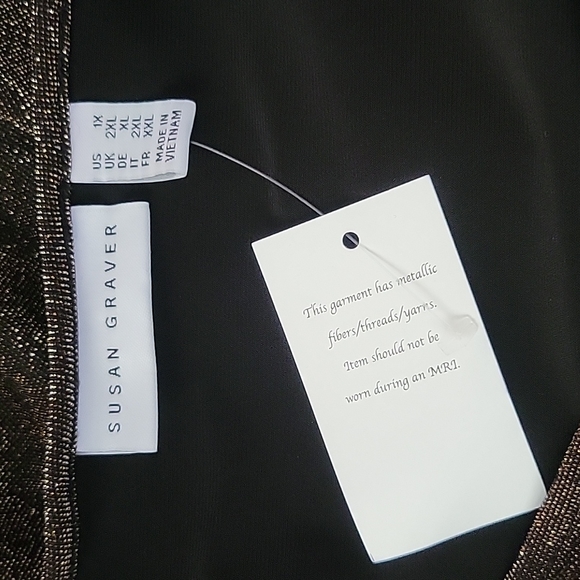 US 1X
UK 2XL
DE XL
IT 2XL
FR XXL
MADE IN
VIETNAM
SUSAN GRAVER
This garment has metallic
fibers/threads/yarns.
Item should not be
worn during an MRI.